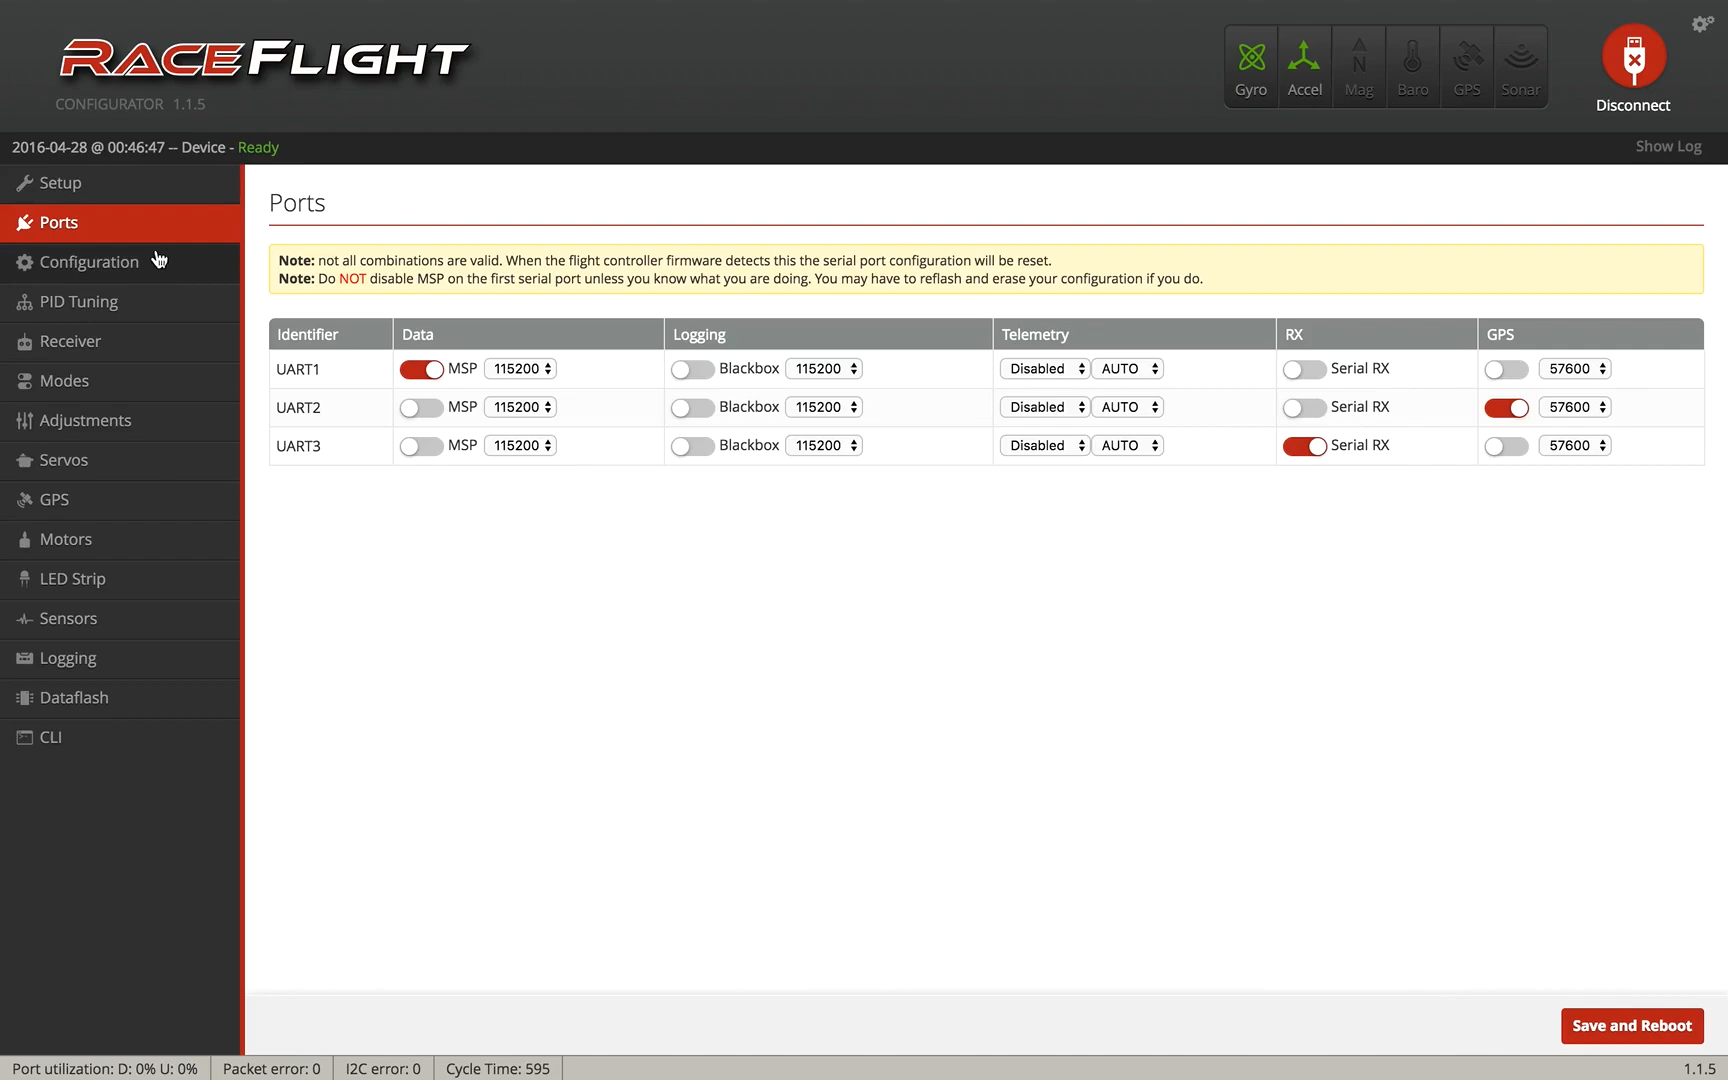 RACEFLIGHT
CONFIGURATOR 1.1.5
Gyro
Accel
N
Mag
Baro
GPS
Sonar
Disconnect
2016-04-28 @ 00:46:47 -- Device - Ready
Show Log
Setup
Ports
Configuration
PID Tuning
Receiver
Modes
Adjustments
Servos
GPS
Motors
LED Strip
Sensors
Logging
Dataflash
CLI
Ports
Note: not all combinations are valid. When the flight controller firmware detects this the serial port configuration will be reset.
Note: Do NOT disable MSP on the first serial port unless you know what you are doing. You may have to reflash and erase your configuration if you do.
Identifier Data Logging Telemetry RX GPS
UART1 MSP 115200 Blackbox 115200 Disabled AUTO Serial RX 57600
UART2 MSP 115200 Blackbox 115200 Disabled AUTO Serial RX 57600
UART3 MSP 115200 Blackbox 115200 Disabled AUTO Serial RX 57600
Save and Reboot
Port utilization: D: 0% U: 0% Packet error: 0 I2C error: 0 Cycle Time: 595 1.1.5